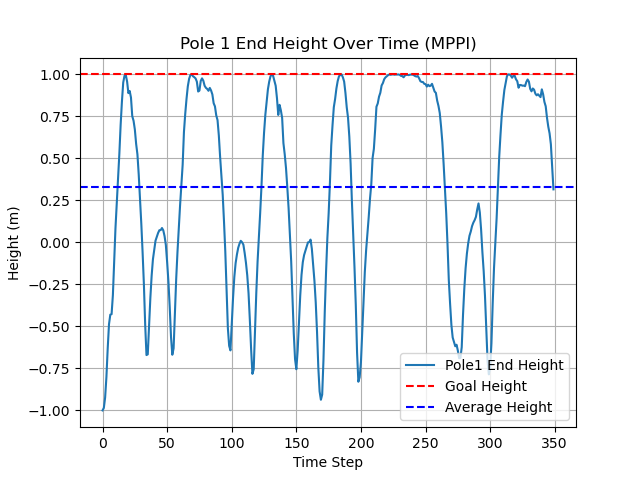 Pole 1 End Height Over Time (MPPI)
1.00
0.75
0.50
0.25
0.00
−0.25
−0.50
−0.75
−1.00
Height (m)
0 50 100 150 200 250 300 350
Time Step
Pole1 End Height
Goal Height
Average Height